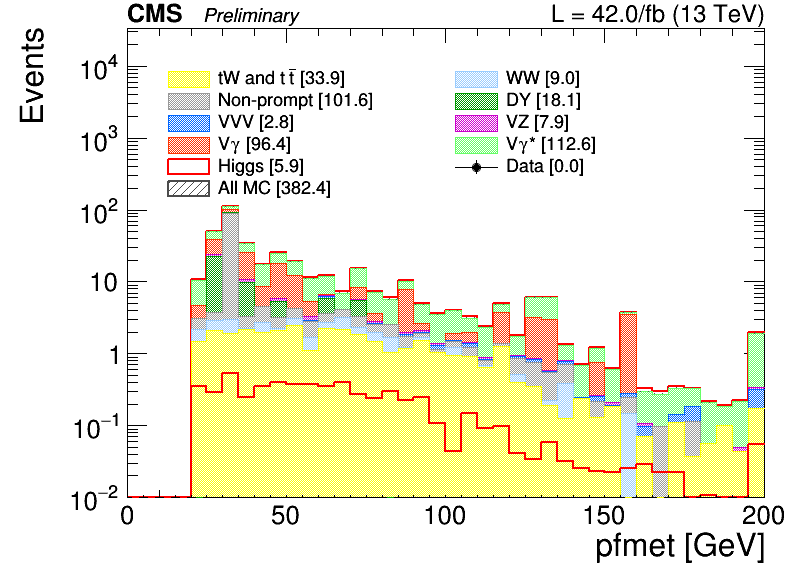 CMS Preliminary L = 42.0/fb (13 TeV)
Events
tW and tt̄ [33.9] WW [9.0]
Non-prompt [101.6] DY [18.1]
VVV [2.8] VZ [7.9]
Vγ [96.4] Vγ* [112.6]
Higgs [5.9] Data [0.0]
All MC [382.4]
10⁴
10³
10²
10
1
10⁻¹
10⁻²
0 50 100 150 200
pfmet [GeV]